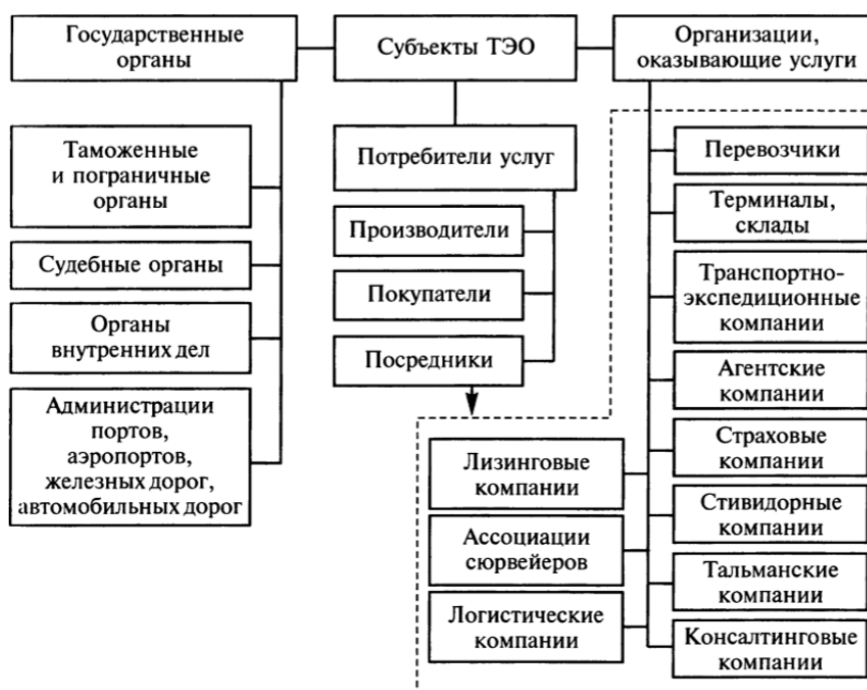 Государственные
органы
Субъекты ТЭО
Организации,
оказывающие услуги
Таможенные
и пограничные
органы
Судебные органы
Органы
внутренних дел
Администрации
портов,
аэропортов,
железных дорог,
автомобильных дорог
Потребители услуг
Производители
Покупатели
Посредники
Перевозчики
Терминалы,
склады
Транспортно-
экспедиционные
компании
Агентские
компании
Страховые
компании
Стивидорные
компании
Тальманские
компании
Консалтинговые
компании
Лизинговые
компании
Ассоциации
сюрвейеров
Логистические
компании